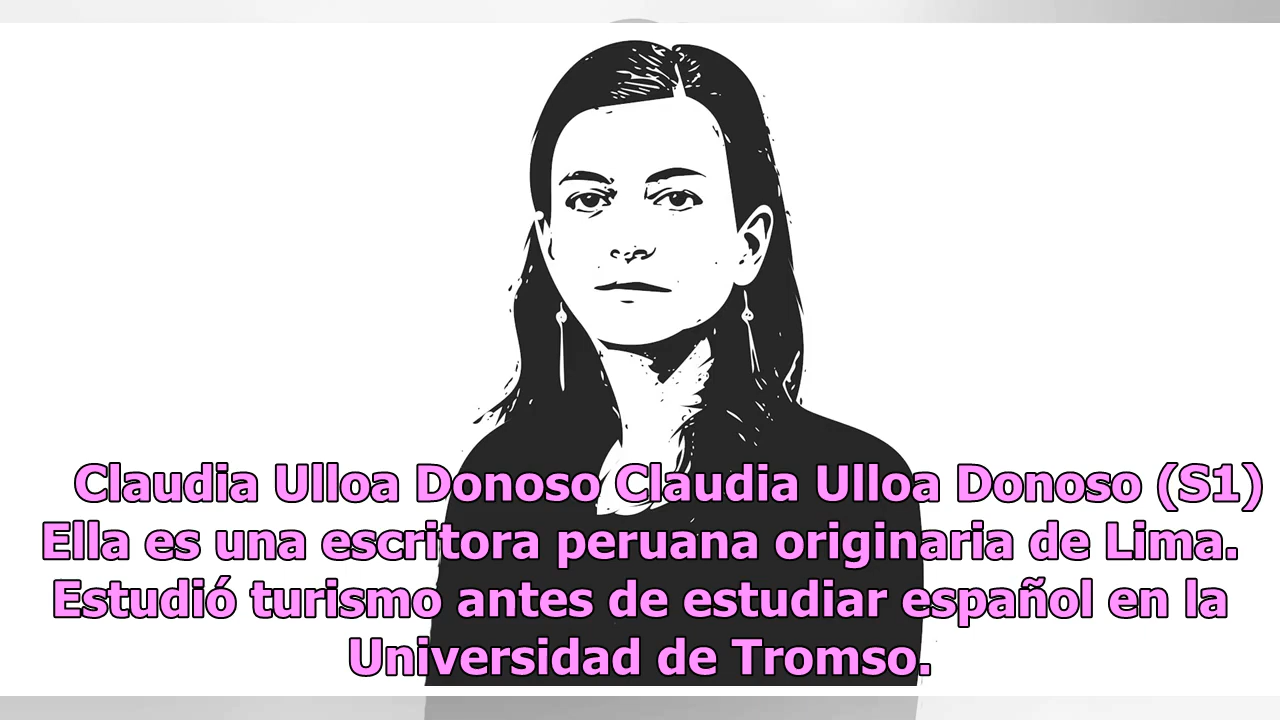 Claudia Ulloa Donoso Claudia Ulloa Donoso (S1)
Ella es una escritora peruana originaria de Lima.
Estudió turismo antes de estudiar español en la
Universidad de Tromso.